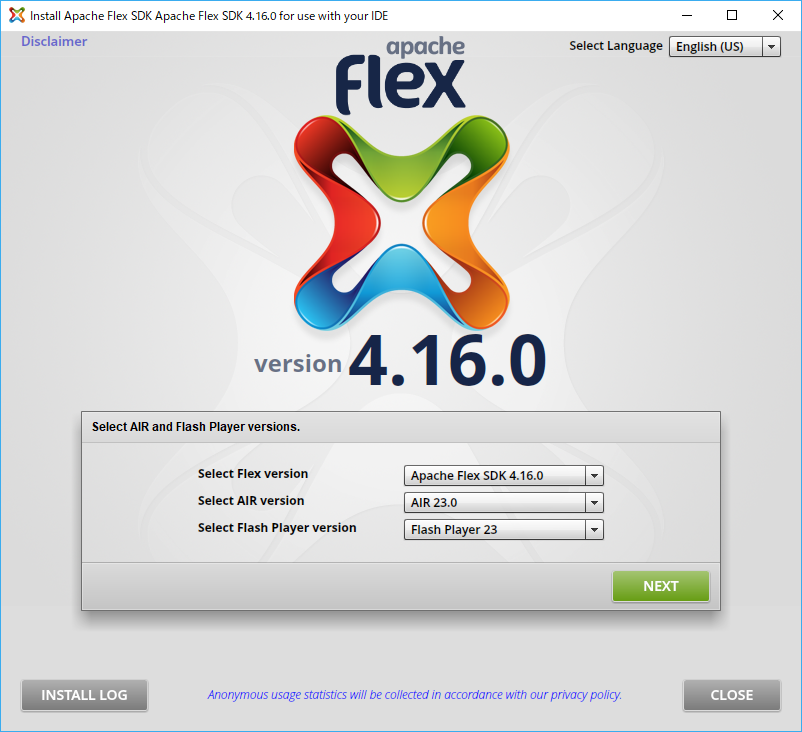 Install Apache Flex SDK Apache Flex SDK 4.16.0 for use with your IDE
Disclaimer
Select Language English (US)
apache
flex
version 4.16.0
Select AIR and Flash Player versions.
Select Flex version Apache Flex SDK 4.16.0
Select AIR version AIR 23.0
Select Flash Player version Flash Player 23
NEXT
INSTALL LOG Anonymous usage statistics will be collected in accordance with our privacy policy. CLOSE